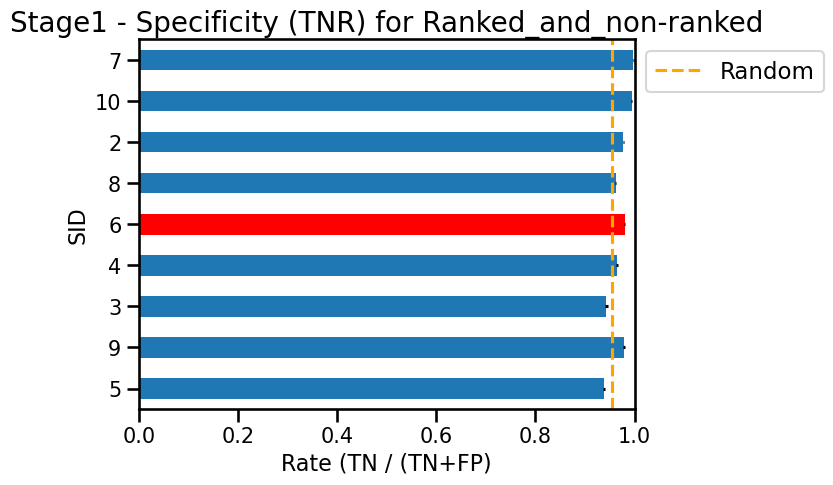 Stage1 - Specificity (TNR) for Ranked_and_non-ranked
Random
SID
7
10
2
8
6
4
3
9
5
0.0 0.2 0.4 0.6 0.8 1.0
Rate (TN / (TN+FP)